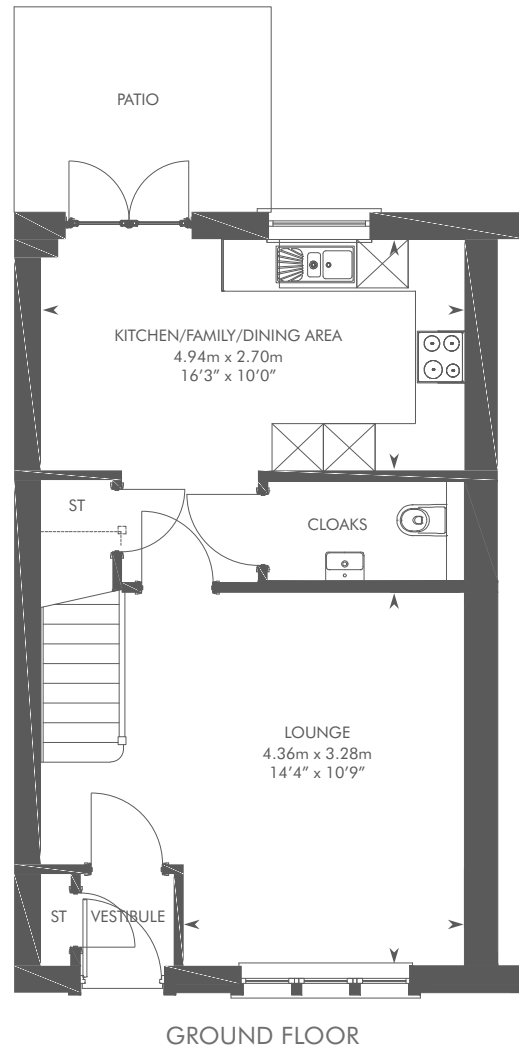 PATIO
KITCHEN/FAMILY/DINING AREA
4.94m x 2.70m
16’3” x 10’0”
ST
CLOAKS
LOUNGE
4.36m x 3.28m
14’4” x 10’9”
ST
VESTIBULE
GROUND FLOOR